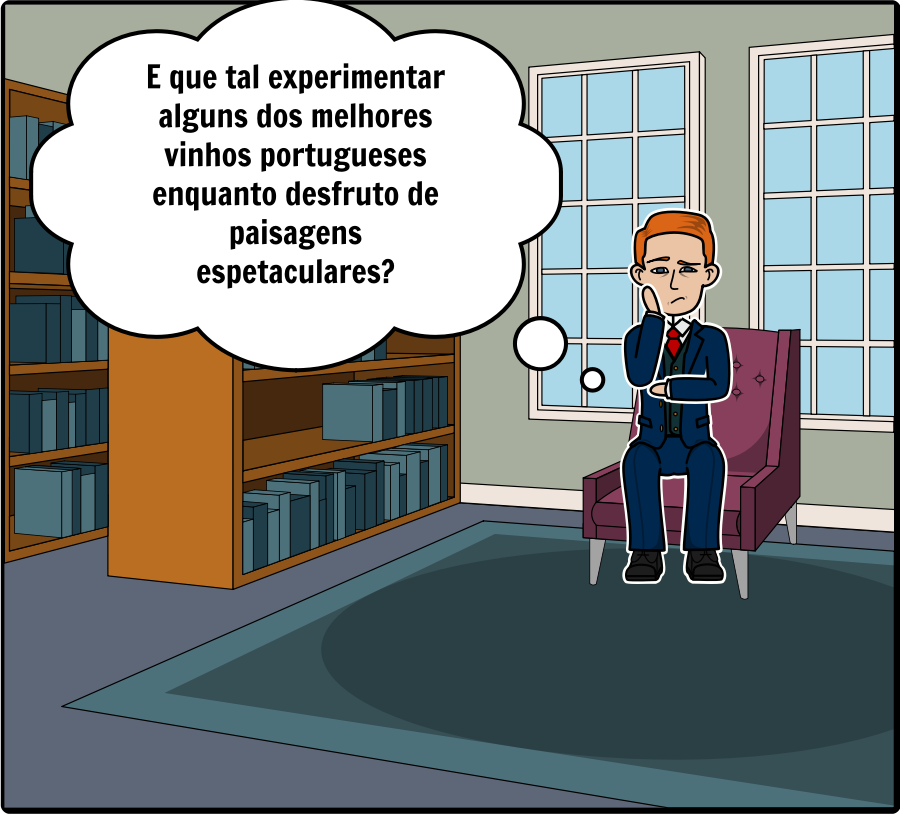 E que tal experimentar
alguns dos melhores
vinhos portugueses
enquanto desfruto de
paisagens
espetaculares?